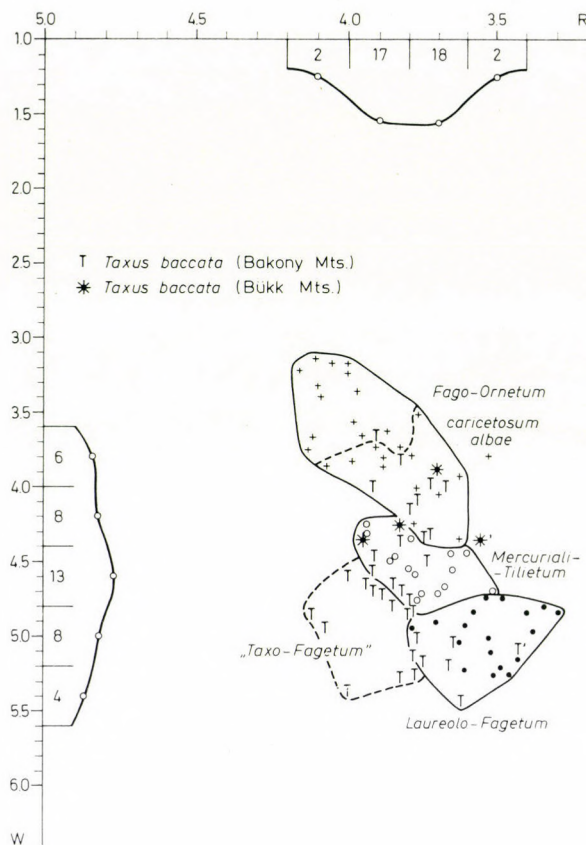 5.0 4.5 4.0 3.5 R
1.0
2 17 18 2
1.5
2.0
2.5
T Taxus baccata (Bakony Mts.)
✴ Taxus baccata (Bükk Mts.)
3.0
3.5
Fago-Ornetum
caricetosum
albae
6
4.0
8
4.5
13
Mercuriali-
-Tilietum
8
5.0
„Taxo-Fagetum"
4
5.5
Laureolo-Fagetum
6.0
W